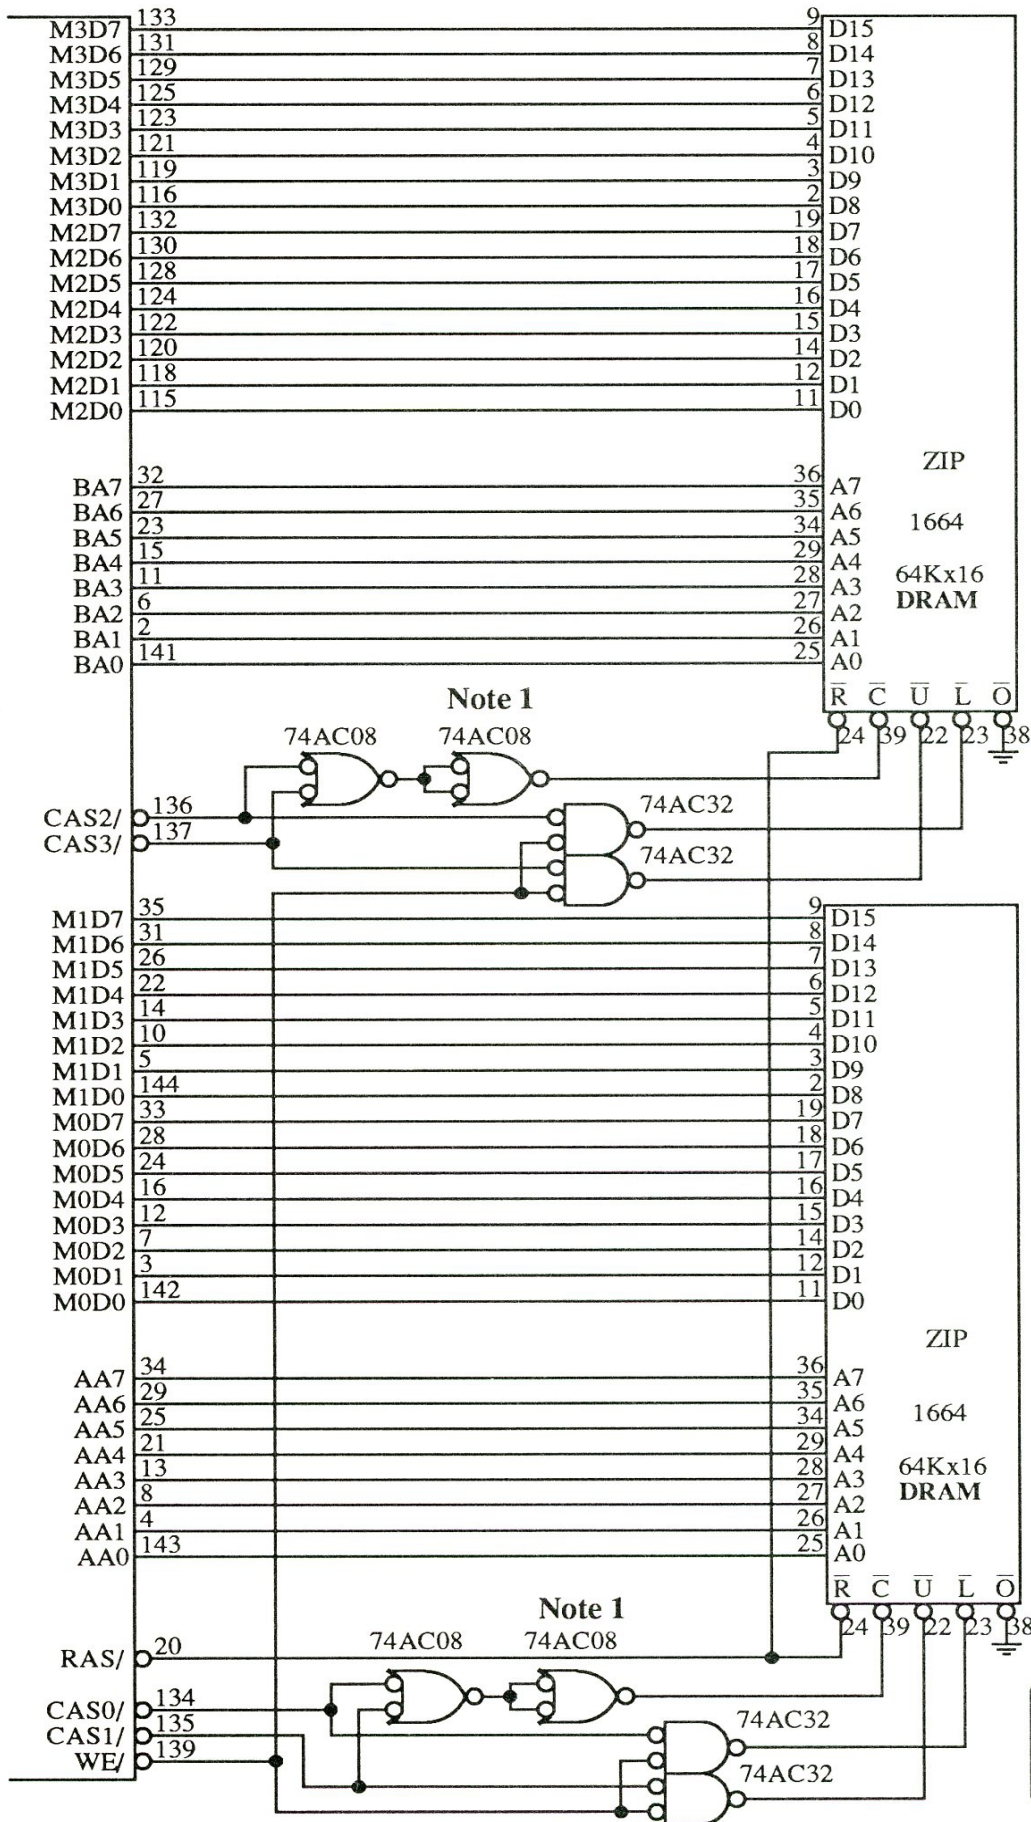 M3D7 133 9 D15
M3D6 131 8 D14
M3D5 129 7 D13
M3D4 125 6 D12
M3D3 123 5 D11
M3D2 121 4 D10
M3D1 119 3 D9
M3D0 116 2 D8
M2D7 132 19 D7
M2D6 130 18 D6
M2D5 128 17 D5
M2D4 124 16 D4
M2D3 122 15 D3
M2D2 120 14 D2
M2D1 118 12 D1
M2D0 115 11 D0
ZIP
BA7 32 36 A7
BA6 27 35 A6
1664
BA5 23 34 A5
BA4 15 29 A4
64Kx16
BA3 11 28 A3
DRAM
BA2 6 27 A2
BA1 2 26 A1
BA0 141 25 A0
R̅ C̅ U̅ L̅ O̅
Note 1
74AC08 74AC08 24 39 22 23 38
CAS2/ 136 74AC32
CAS3/ 137 74AC32
M1D7 35 9 D15
M1D6 31 8 D14
M1D5 26 7 D13
M1D4 22 6 D12
M1D3 14 5 D11
M1D2 10 4 D10
M1D1 5 3 D9
M1D0 144 2 D8
M0D7 33 19 D7
M0D6 28 18 D6
M0D5 24 17 D5
M0D4 16 16 D4
M0D3 12 15 D3
M0D2 7 14 D2
M0D1 3 12 D1
M0D0 142 11 D0
ZIP
AA7 34 36 A7
AA6 29 35 A6
1664
AA5 25 34 A5
AA4 21 29 A4
64Kx16
AA3 13 28 A3
DRAM
AA2 8 27 A2
AA1 4 26 A1
AA0 143 25 A0
R̅ C̅ U̅ L̅ O̅
Note 1
74AC08 74AC08 24 39 22 23 38
RAS/ 20
CAS0/ 134 74AC32
CAS1/ 135
WE/ 139 74AC32